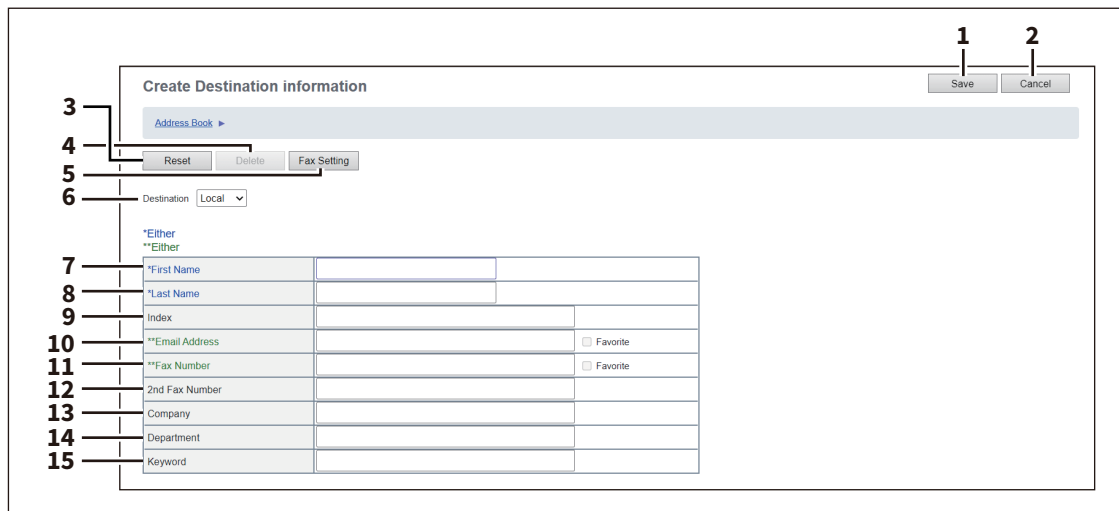 1 2
Create Destination information Save Cancel
3 Address Book ►
4
Reset Delete Fax Setting
5
6 Destination Local
*Either
**Either
7 *First Name
8 *Last Name
9 Index
10 **Email Address Favorite
11 **Fax Number Favorite
12 2nd Fax Number
13 Company
14 Department
15 Keyword